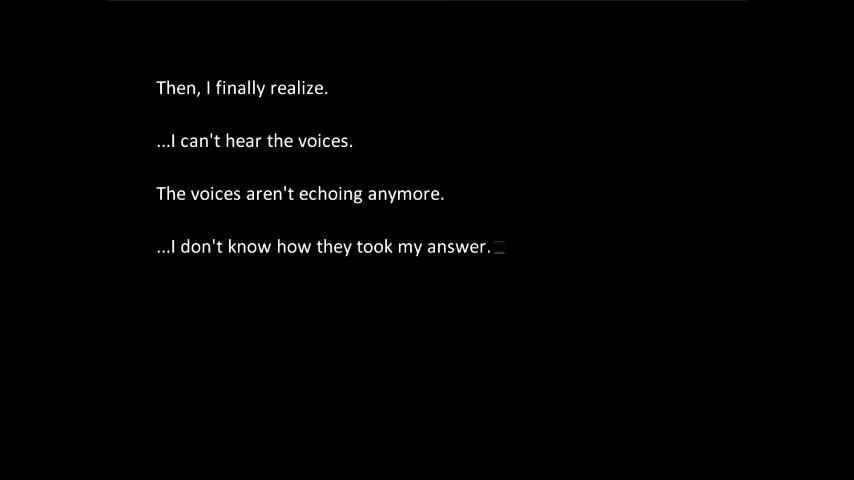 Then, I finally realize.
...I can't hear the voices.
The voices aren't echoing anymore.
...I don't know how they took my answer.